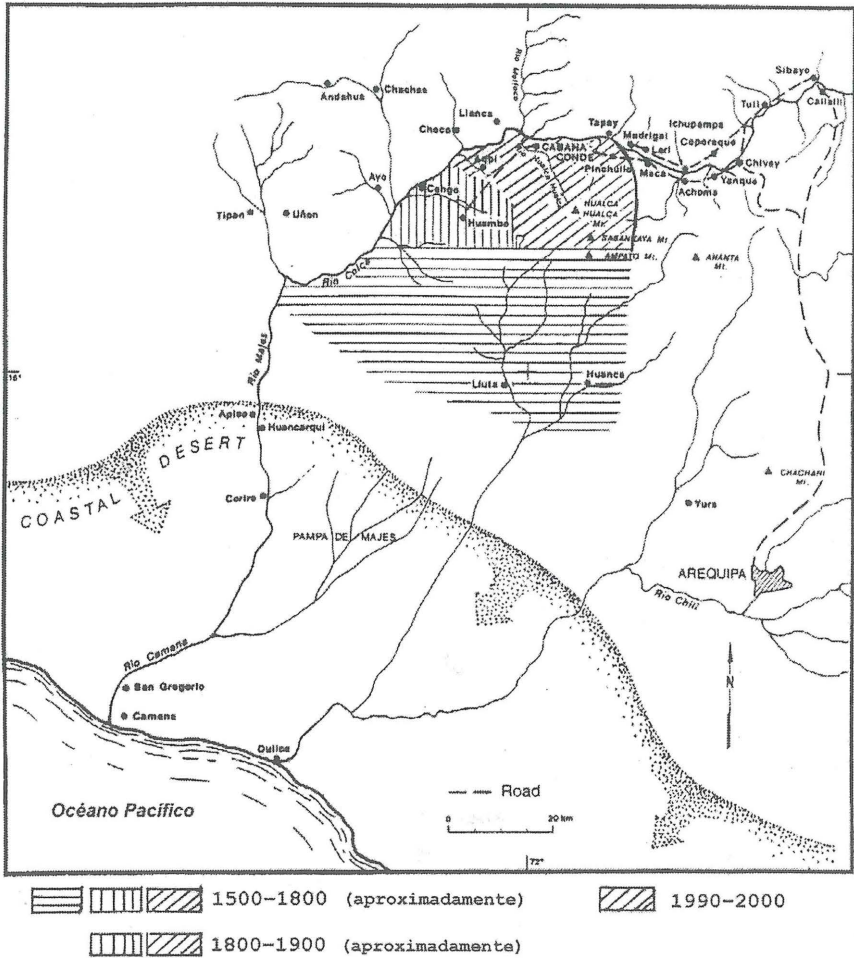 Sibayo
Rio Mollaco
Andahua
Chachas
Callalli
Llanca
Tuti
Choco
Tapay
Ichupampa
Madrigal
Coporaque
Lari
CABANA
CONDE
Chivay
Pinchollo
Maca
Yanque
Achoma
Ayo
Huambo
Tipan
Uñon
HUALCA
HUALCA
Mt.
SABANCAYA Mt
AMPATO Mt.
ANANTA
Mt.
Rio Colca
Rio Majes
16°
Lluta
Huanca
Aplao
Huancarqui
COASTAL DESERT
CHACHANI
Mt.
Corire
Yura
PAMPA DE MAJES
AREQUIPA
Rio Chili
Rio Camana
N
San Gregorio
Camana
Quilca
Road
Océano Pacífico
0 20 km
72°
1500-1800 (aproximadamente)
1990-2000
1800-1900 (aproximadamente)